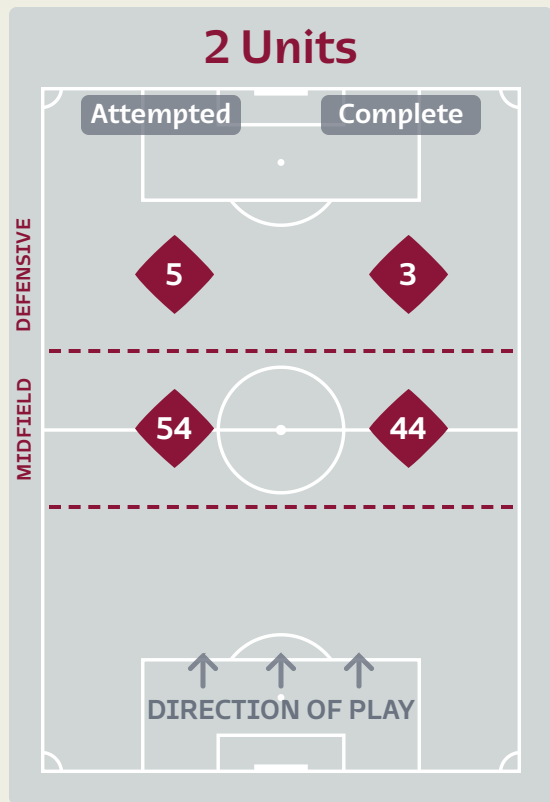 2 Units
Attempted Complete
DEFENSIVE
5 3
MIDFIELD
54 44
DIRECTION OF PLAY